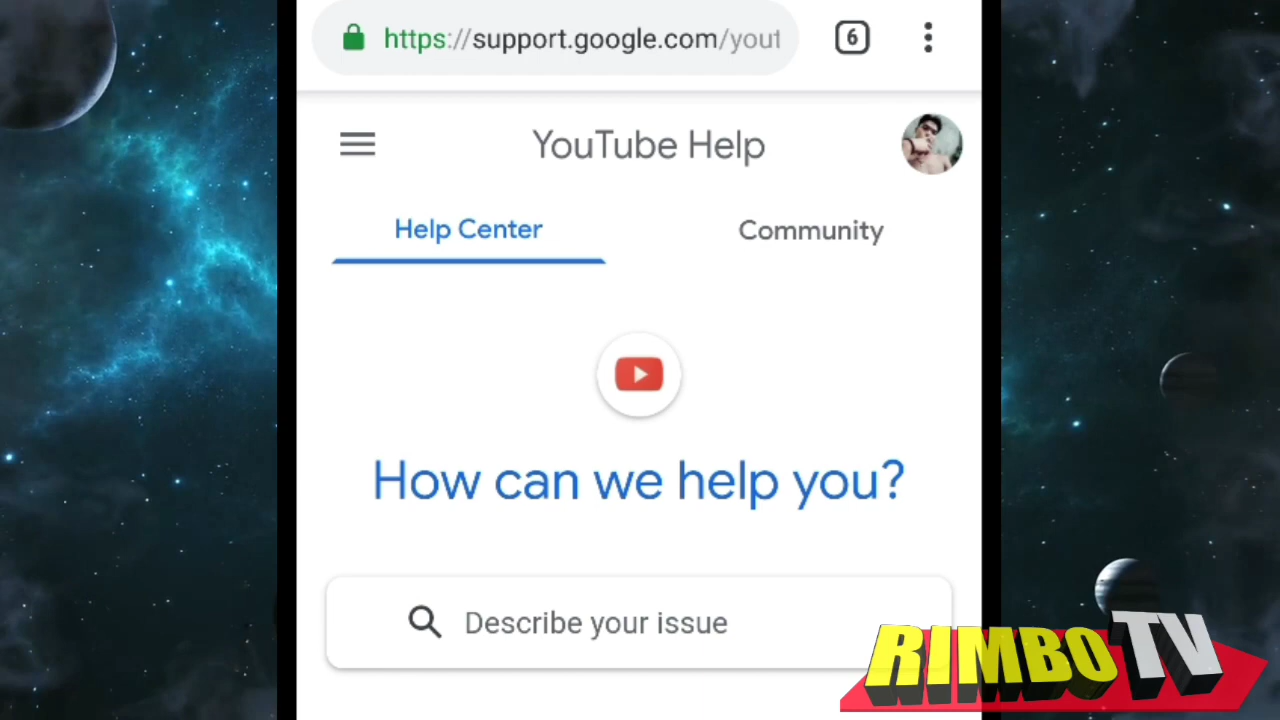 https://support.google.com/yout
6
YouTube Help
Help Center
Community
How can we help you?
Describe your issue
RIMBO TV